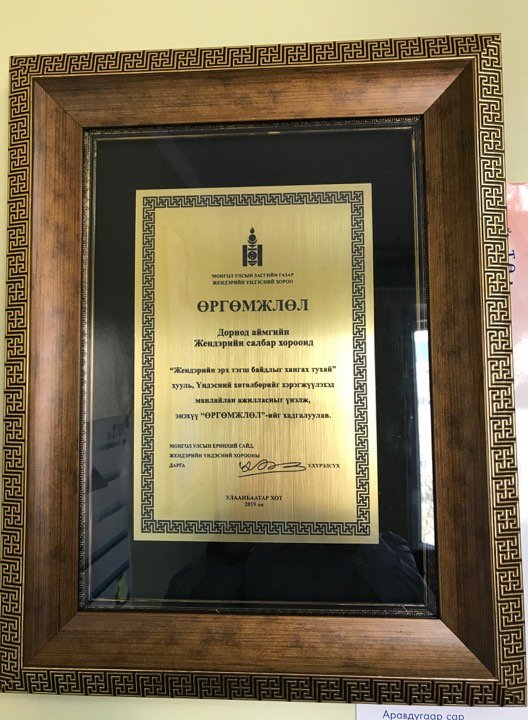 МОНГОЛ УЛСЫН ЗАСГИЙН ГАЗАР
ЖЕНДЭРИЙН ҮНДЭСНИЙ ХОРОО
ӨРГӨМЖЛӨЛ
Дорнод аймгийн
Жендэрийн салбар хороонд
“Жендэрийн эрх тэгш байдлыг хангах тухай”
хууль, Үндэсний хөтөлбөрийг хэрэгжүүлэхэд
манлайлан ажилласныг үнэлж,
энэхүү “ӨРГӨМЖЛӨЛ”-ийг хадгалуулав.
МОНГОЛ УЛСЫН ЕРӨНХИЙ САЙД,
ЖЕНДЭРИЙН ҮНДЭСНИЙ ХОРООНЫ
ДАРГА У.ХҮРЭЛСҮХ
УЛААНБААТАР ХОТ
2019 он
Аравдугаар сар